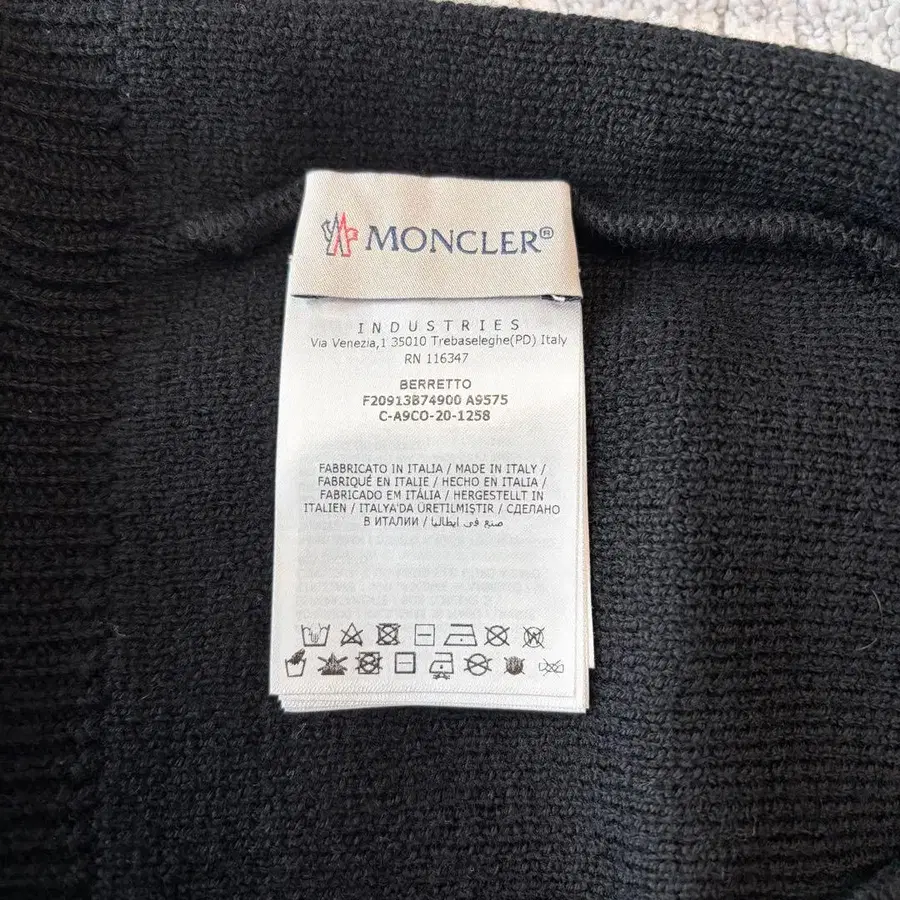 MONCLER®
INDUSTRIES
Via Venezia,1 35010 Trebaseleghe(PD) Italy
RN 116347
BERRETTO
F20913B74900 A9575
C-A9CO-20-1258
FABBRICATO IN ITALIA / MADE IN ITALY /
FABRIQUÉ EN ITALIE / HECHO EN ITALIA /
FABRICADO EM ITÁLIA / HERGESTELLT IN
ITALIEN / ITALYA'DA ÜRETILMIŞTIR / СДЕЛАНО
В ИТАЛИИ / صنع في ايطاليا